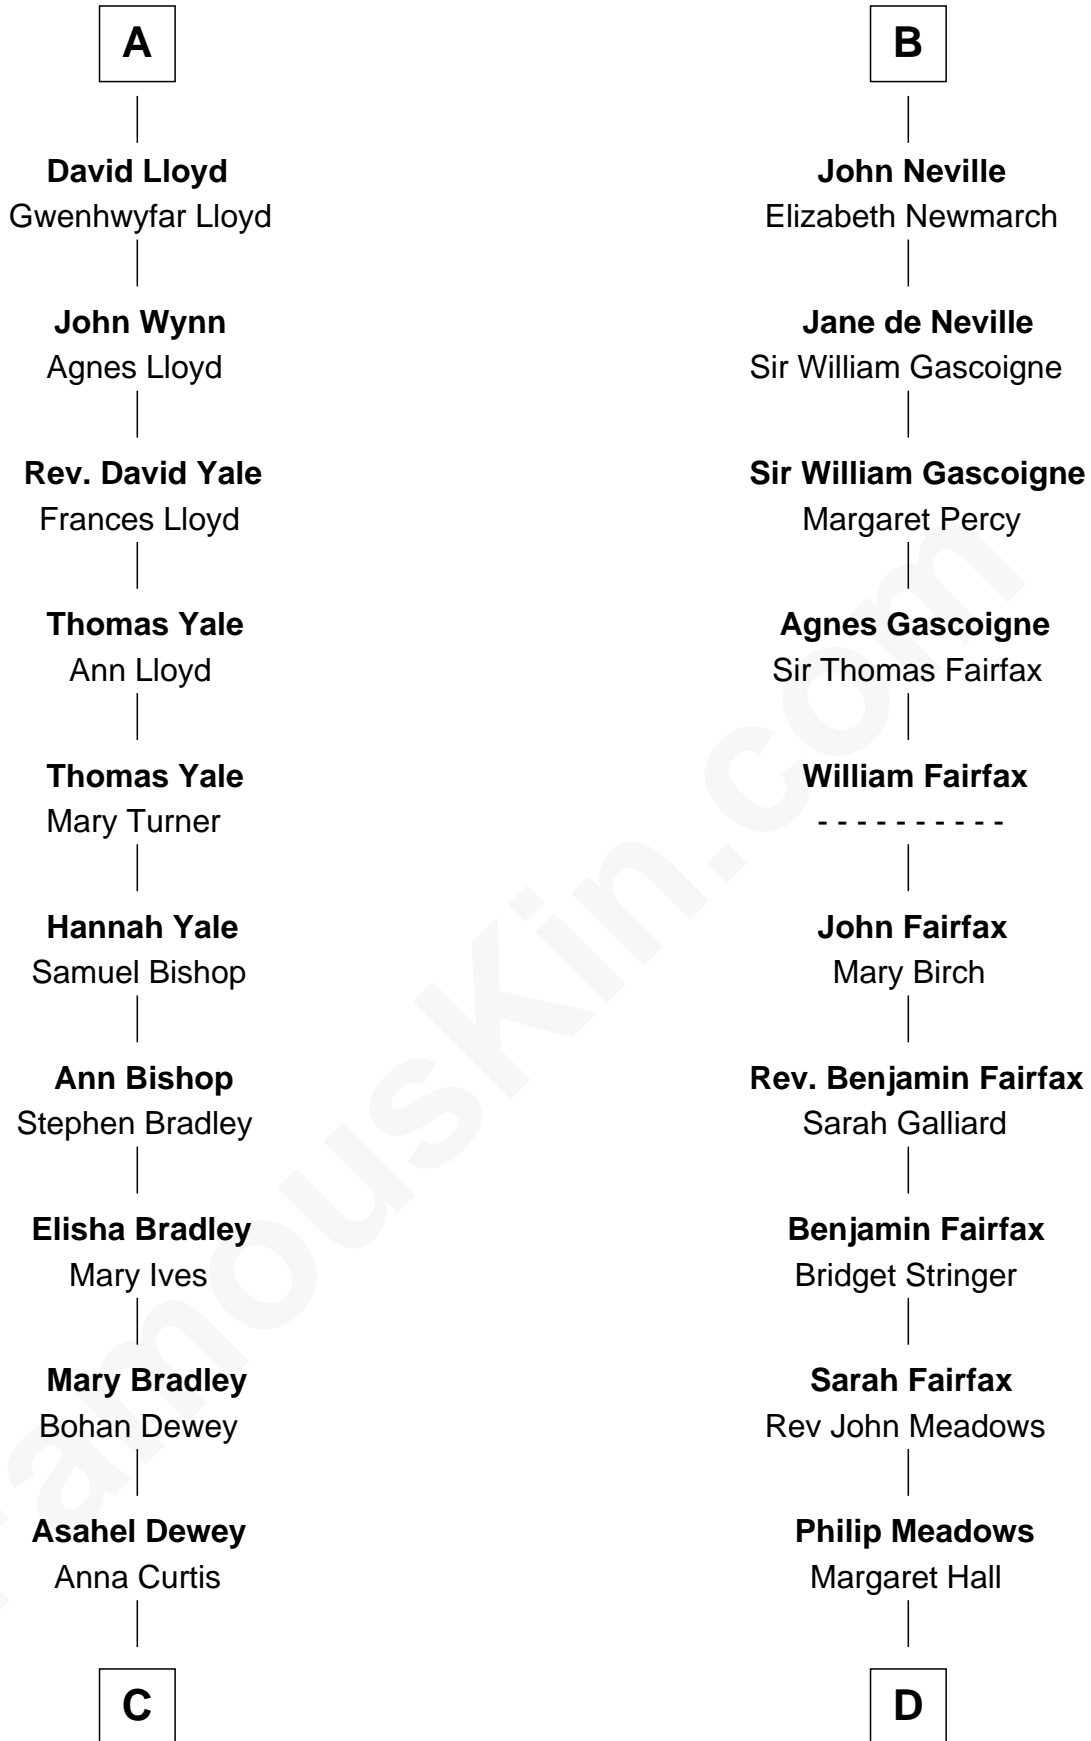 A
David Lloyd
Gwenhwyfar Lloyd
John Wynn
Agnes Lloyd
Rev. David Yale
Frances Lloyd
Thomas Yale
Ann Lloyd
Thomas Yale
Mary Turner
Hannah Yale
Samuel Bishop
Ann Bishop
Stephen Bradley
Elisha Bradley
Mary Ives
Mary Bradley
Bohan Dewey
Asahel Dewey
Anna Curtis
C
B
John Neville
Elizabeth Newmarch
Jane de Neville
Sir William Gascoigne
Sir William Gascoigne
Margaret Percy
Agnes Gascoigne
Sir Thomas Fairfax
William Fairfax
- - - - - - - - - -
John Fairfax
Mary Birch
Rev. Benjamin Fairfax
Sarah Galliard
Benjamin Fairfax
Bridget Stringer
Sarah Fairfax
Rev John Meadows
Philip Meadows
Margaret Hall
D
FamousKin.com